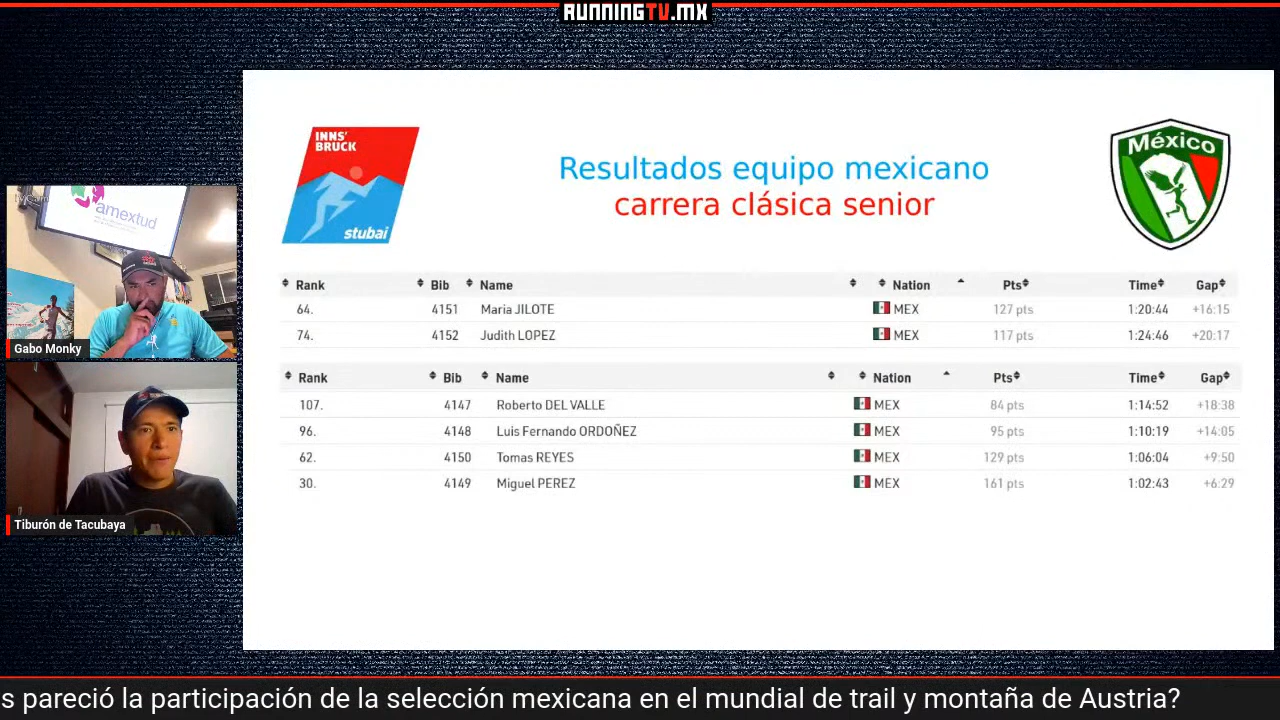 RUNNINGTV.MX
INNS'
BRUCK
stubai
Resultados equipo mexicano
carrera clásica senior
México
Rank Bib Name Nation Pts Time Gap
64. 4151 Maria JILOTE MEX 127 pts 1:20:44 +16:15
74. 4152 Judith LOPEZ MEX 117 pts 1:24:46 +20:17
Rank Bib Name Nation Pts Time Gap
107. 4147 Roberto DEL VALLE MEX 84 pts 1:14:52 +18:38
96. 4148 Luis Fernando ORDOÑEZ MEX 95 pts 1:10:19 +14:05
62. 4150 Tomas REYES MEX 129 pts 1:06:04 +9:50
30. 4149 Miguel PEREZ MEX 161 pts 1:02:43 +6:29
amextud
Gabo Monky
Tiburón de Tacubaya
s pareció la participación de la selección mexicana en el mundial de trail y montaña de Austria?